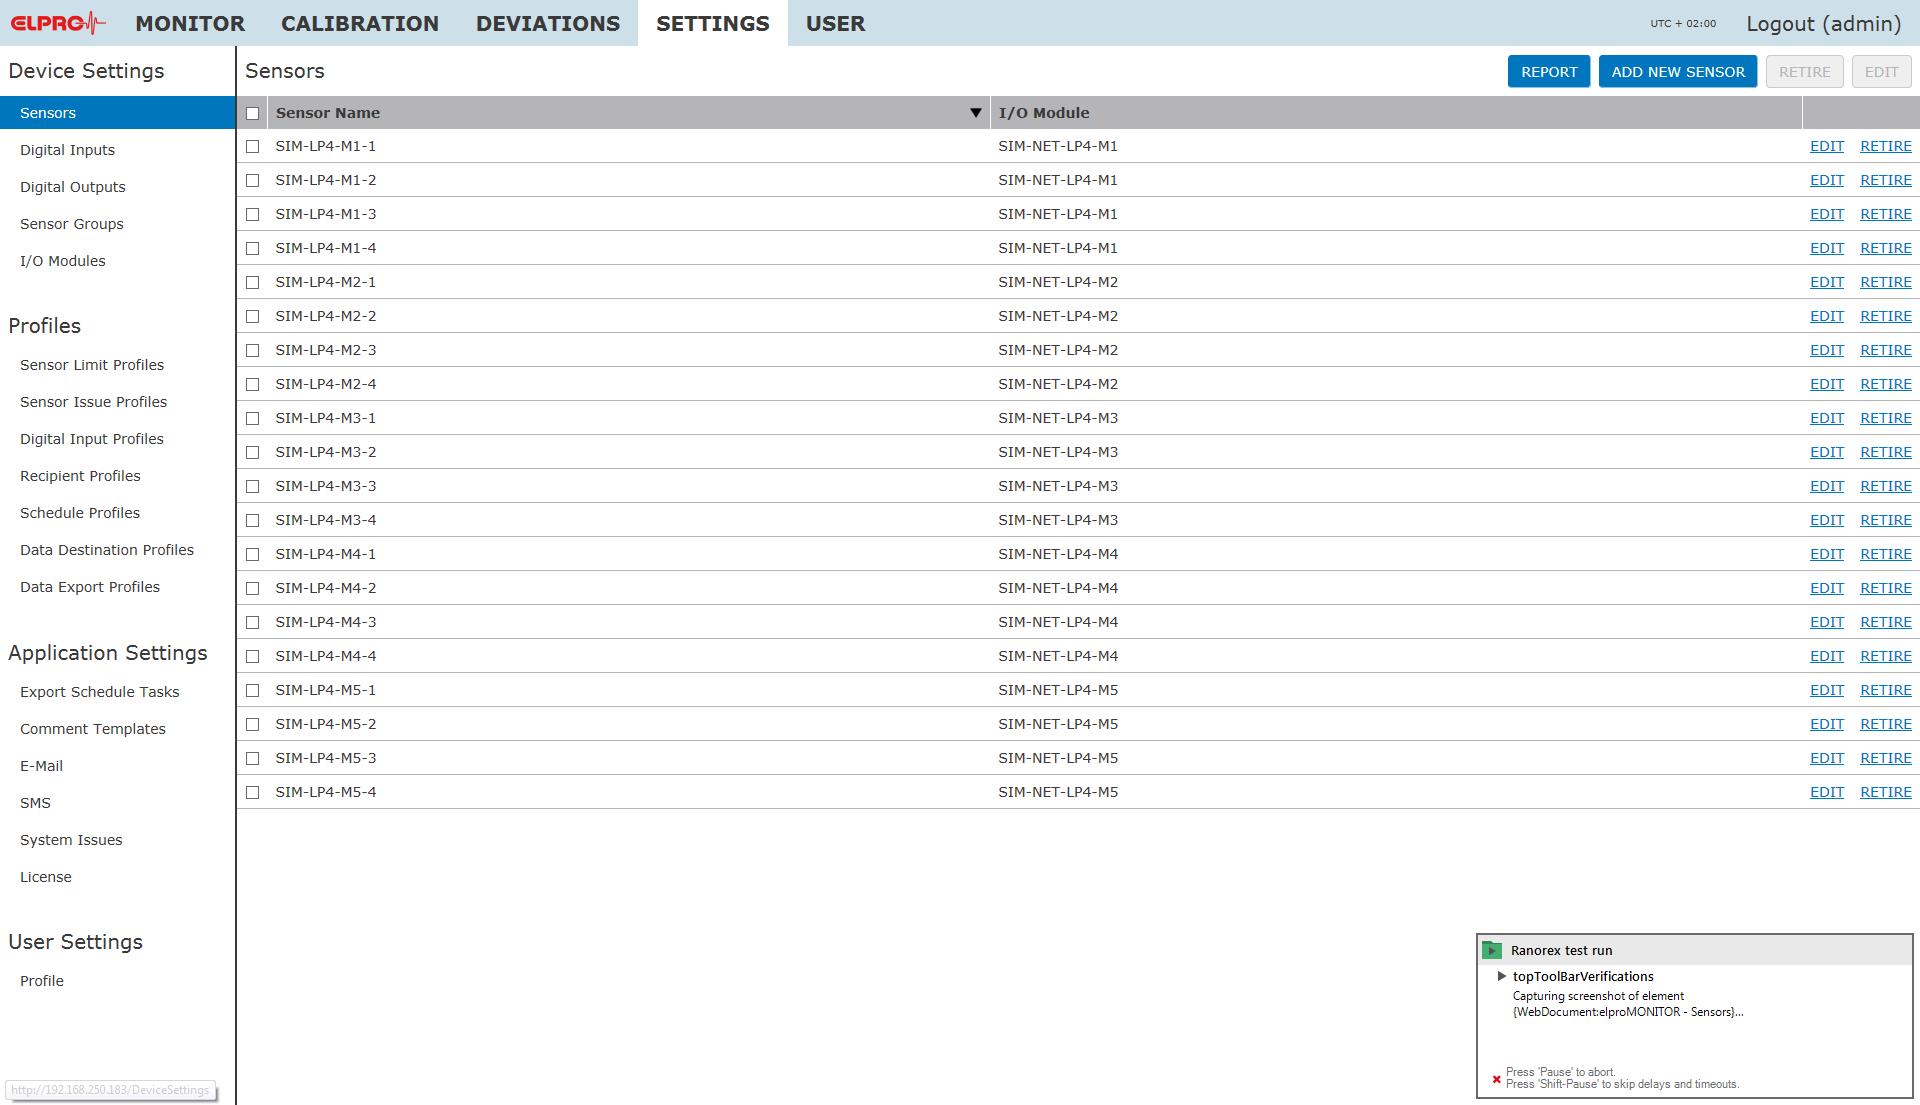 ELPRO MONITOR CALIBRATION DEVIATIONS SETTINGS USER UTC + 02:00 Logout (admin)
Device Settings
Sensors
Digital Inputs
Digital Outputs
Sensor Groups
I/O Modules
Profiles
Sensor Limit Profiles
Sensor Issue Profiles
Digital Input Profiles
Recipient Profiles
Schedule Profiles
Data Destination Profiles
Data Export Profiles
Application Settings
Export Schedule Tasks
Comment Templates
E-Mail
SMS
System Issues
License
User Settings
Profile
http://192.168.250.183/DeviceSettings
Sensors REPORT ADD NEW SENSOR RETIRE EDIT
Sensor Name I/O Module
SIM-LP4-M1-1 SIM-NET-LP4-M1 EDIT RETIRE
SIM-LP4-M1-2 SIM-NET-LP4-M1 EDIT RETIRE
SIM-LP4-M1-3 SIM-NET-LP4-M1 EDIT RETIRE
SIM-LP4-M1-4 SIM-NET-LP4-M1 EDIT RETIRE
SIM-LP4-M2-1 SIM-NET-LP4-M2 EDIT RETIRE
SIM-LP4-M2-2 SIM-NET-LP4-M2 EDIT RETIRE
SIM-LP4-M2-3 SIM-NET-LP4-M2 EDIT RETIRE
SIM-LP4-M2-4 SIM-NET-LP4-M2 EDIT RETIRE
SIM-LP4-M3-1 SIM-NET-LP4-M3 EDIT RETIRE
SIM-LP4-M3-2 SIM-NET-LP4-M3 EDIT RETIRE
SIM-LP4-M3-3 SIM-NET-LP4-M3 EDIT RETIRE
SIM-LP4-M3-4 SIM-NET-LP4-M3 EDIT RETIRE
SIM-LP4-M4-1 SIM-NET-LP4-M4 EDIT RETIRE
SIM-LP4-M4-2 SIM-NET-LP4-M4 EDIT RETIRE
SIM-LP4-M4-3 SIM-NET-LP4-M4 EDIT RETIRE
SIM-LP4-M4-4 SIM-NET-LP4-M4 EDIT RETIRE
SIM-LP4-M5-1 SIM-NET-LP4-M5 EDIT RETIRE
SIM-LP4-M5-2 SIM-NET-LP4-M5 EDIT RETIRE
SIM-LP4-M5-3 SIM-NET-LP4-M5 EDIT RETIRE
SIM-LP4-M5-4 SIM-NET-LP4-M5 EDIT RETIRE
Ranorex test run
topToolBarVerifications
Capturing screenshot of element
{WebDocument:elproMONITOR - Sensors}...
Press 'Pause' to abort.
Press 'Shift-Pause' to skip delays and timeouts.